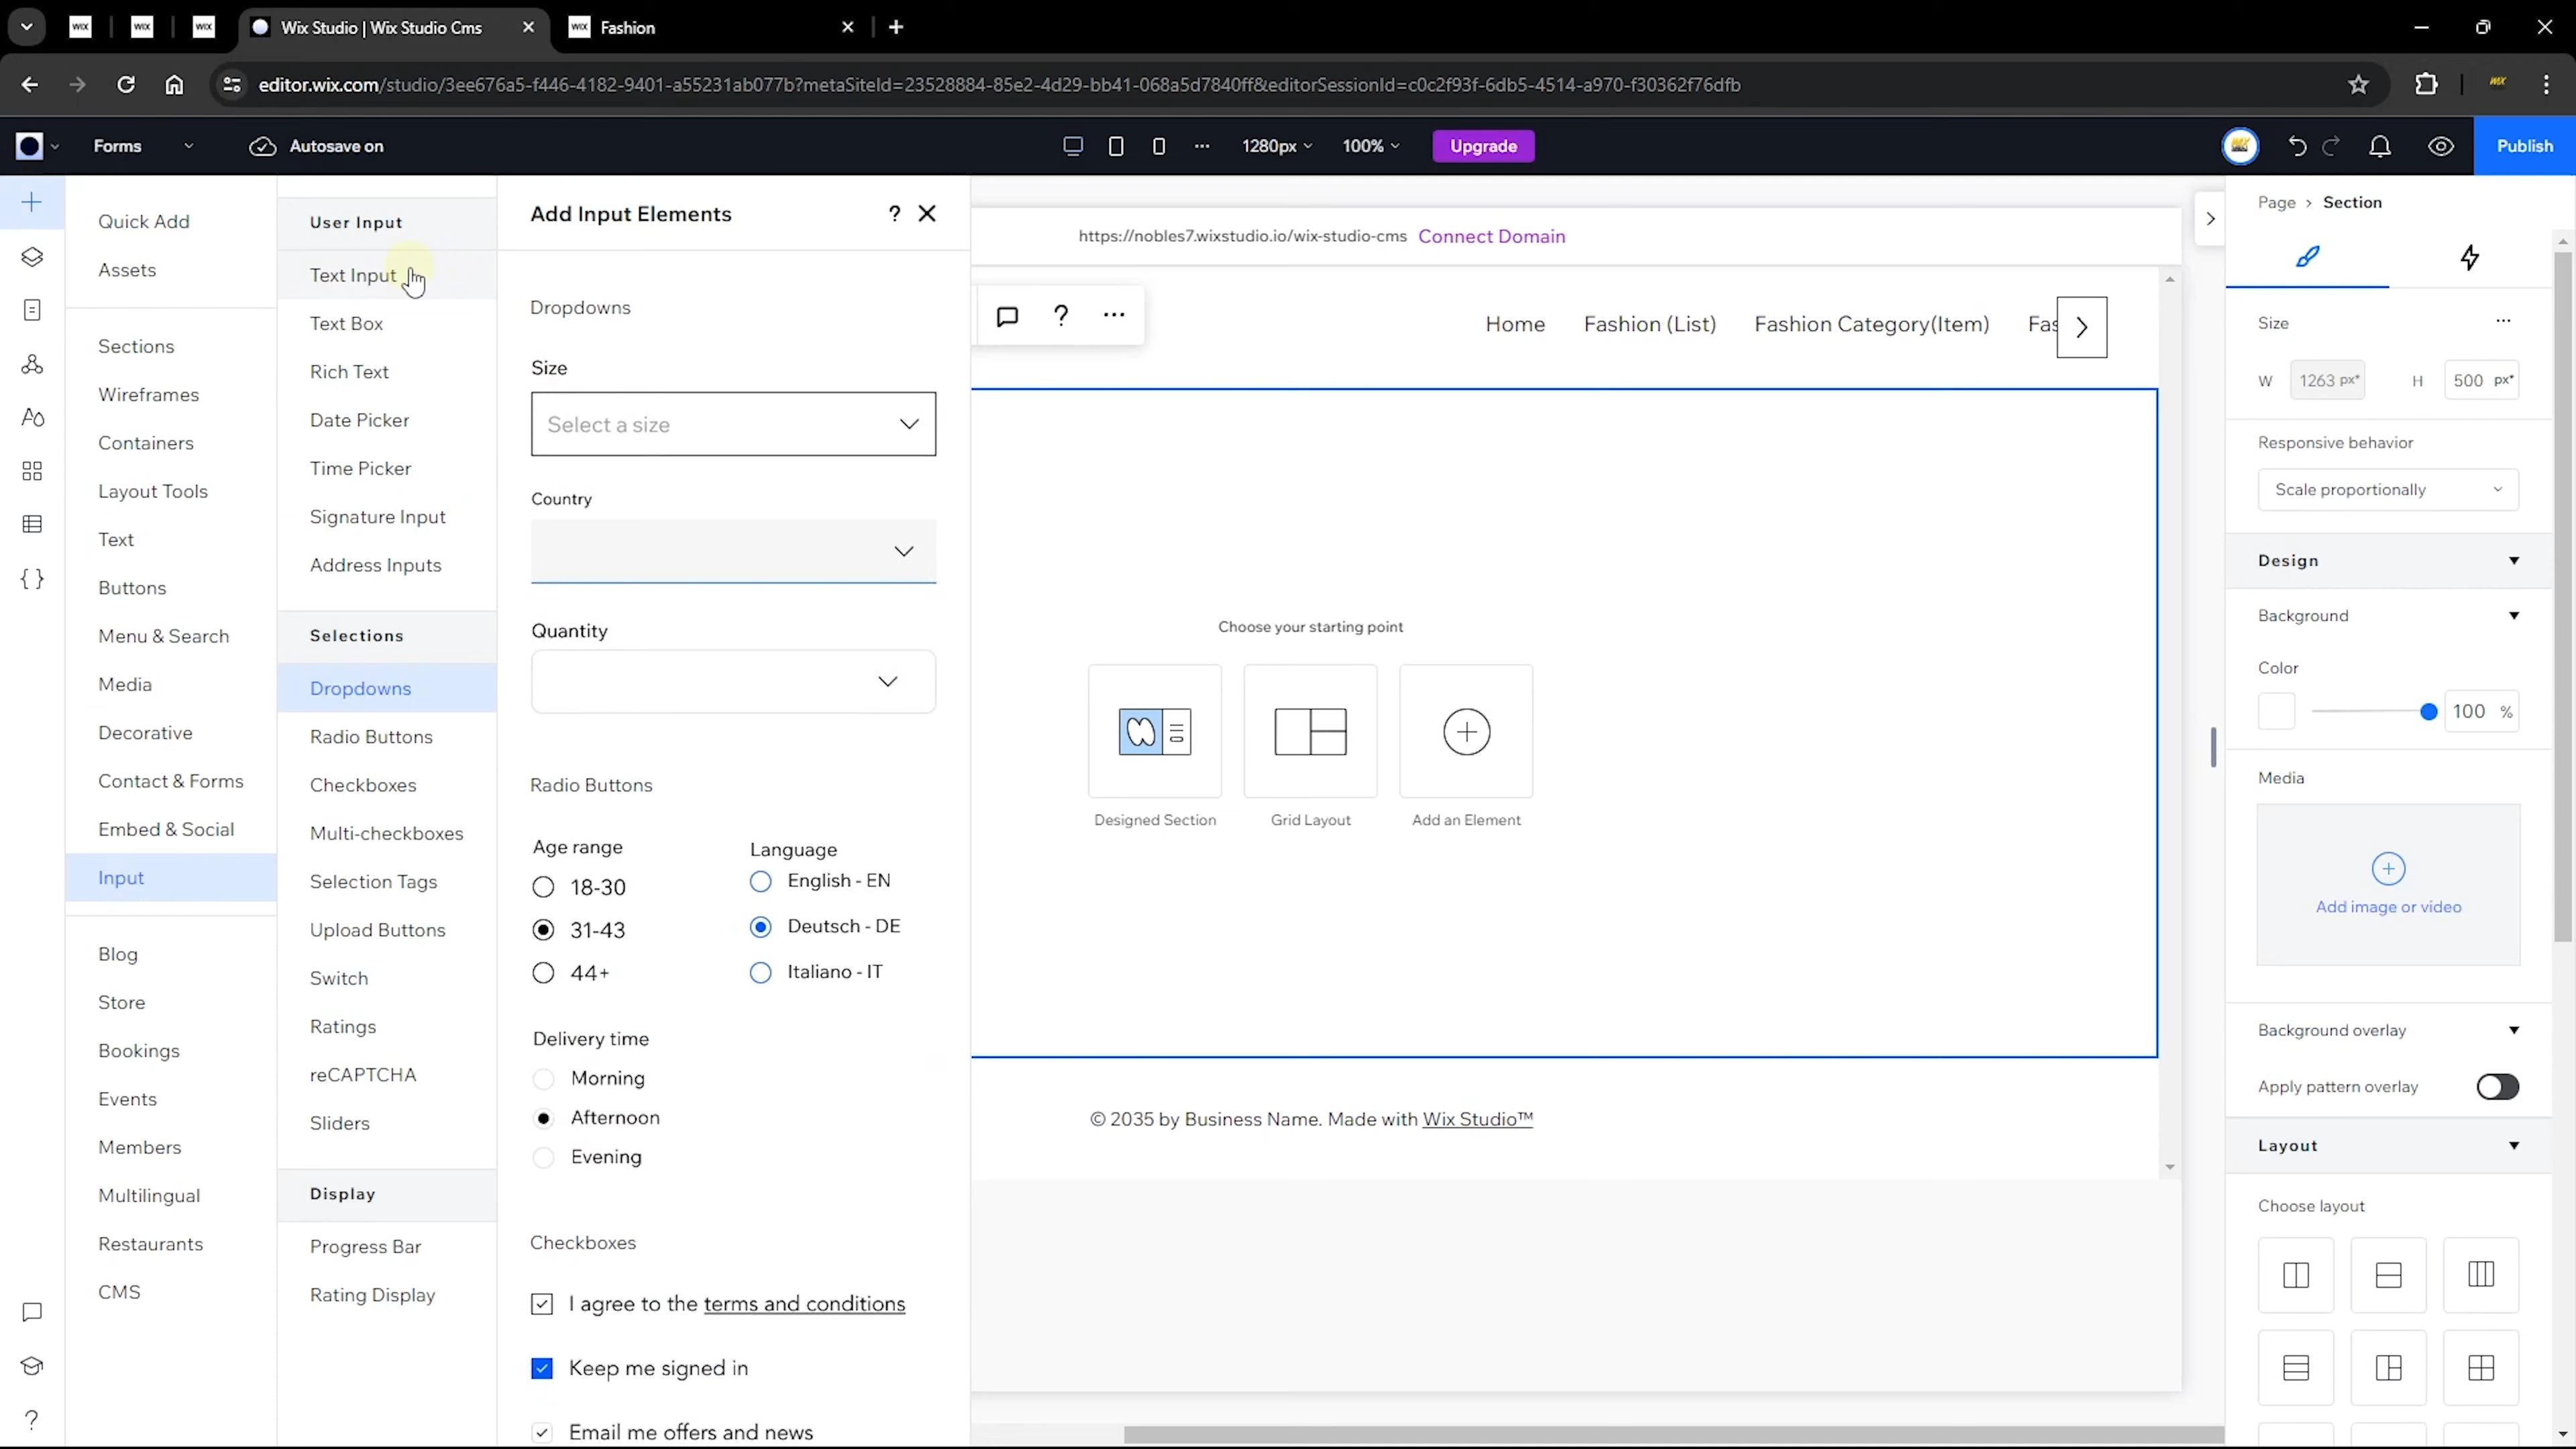 WIX
WIX
WIX
Wix Studio | Wix Studio Cms
WIX Fashion
editor.wix.com/studio/3ee676a5-f446-4182-9401-a55231ab077b?metaSiteId=23528884-85e2-4d29-bb41-068a5d7840ff&editorSessionId=c0c2f93f-6db5-4514-a970-f30362f76dfb
Forms
Autosave on
1280px
100%
Upgrade
Publish
Quick Add
Assets
Sections
Wireframes
Containers
Layout Tools
Text
Buttons
Menu & Search
Media
Decorative
Contact & Forms
Embed & Social
Input
Blog
Store
Bookings
Events
Members
Multilingual
Restaurants
CMS
User Input
Text Input
Text Box
Rich Text
Date Picker
Time Picker
Signature Input
Address Inputs
Selections
Dropdowns
Radio Buttons
Checkboxes
Multi-checkboxes
Selection Tags
Upload Buttons
Switch
Ratings
reCAPTCHA
Sliders
Display
Progress Bar
Rating Display
Add Input Elements
?
Dropdowns
Size
Select a size
Country
Quantity
Radio Buttons
Age range
18-30
31-43
44+
Language
English - EN
Deutsch - DE
Italiano - IT
Delivery time
Morning
Afternoon
Evening
Checkboxes
I agree to the terms and conditions
Keep me signed in
Email me offers and news
https://nobles7.wixstudio.io/wix-studio-cms Connect Domain
?
Home Fashion (List) Fashion Category(Item) Fas
Choose your starting point
Designed Section
Grid Layout
Add an Element
© 2035 by Business Name. Made with Wix Studio™
Page > Section
Size
W 1263 px* H 500 px*
Responsive behavior
Scale proportionally
Design
Background
Color
100 %
Media
Add image or video
Background overlay
Apply pattern overlay
Layout
Choose layout